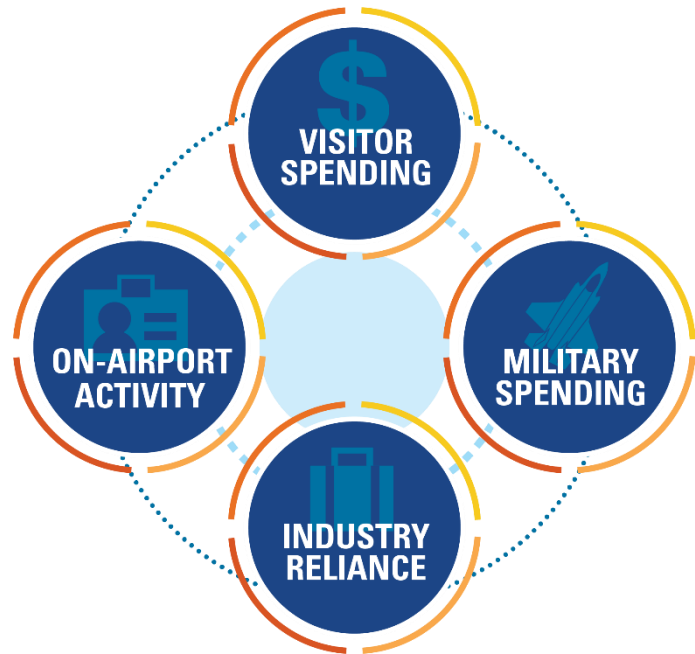 $
VISITOR
SPENDING
ON-AIRPORT
ACTIVITY
MILITARY
SPENDING
INDUSTRY
RELIANCE